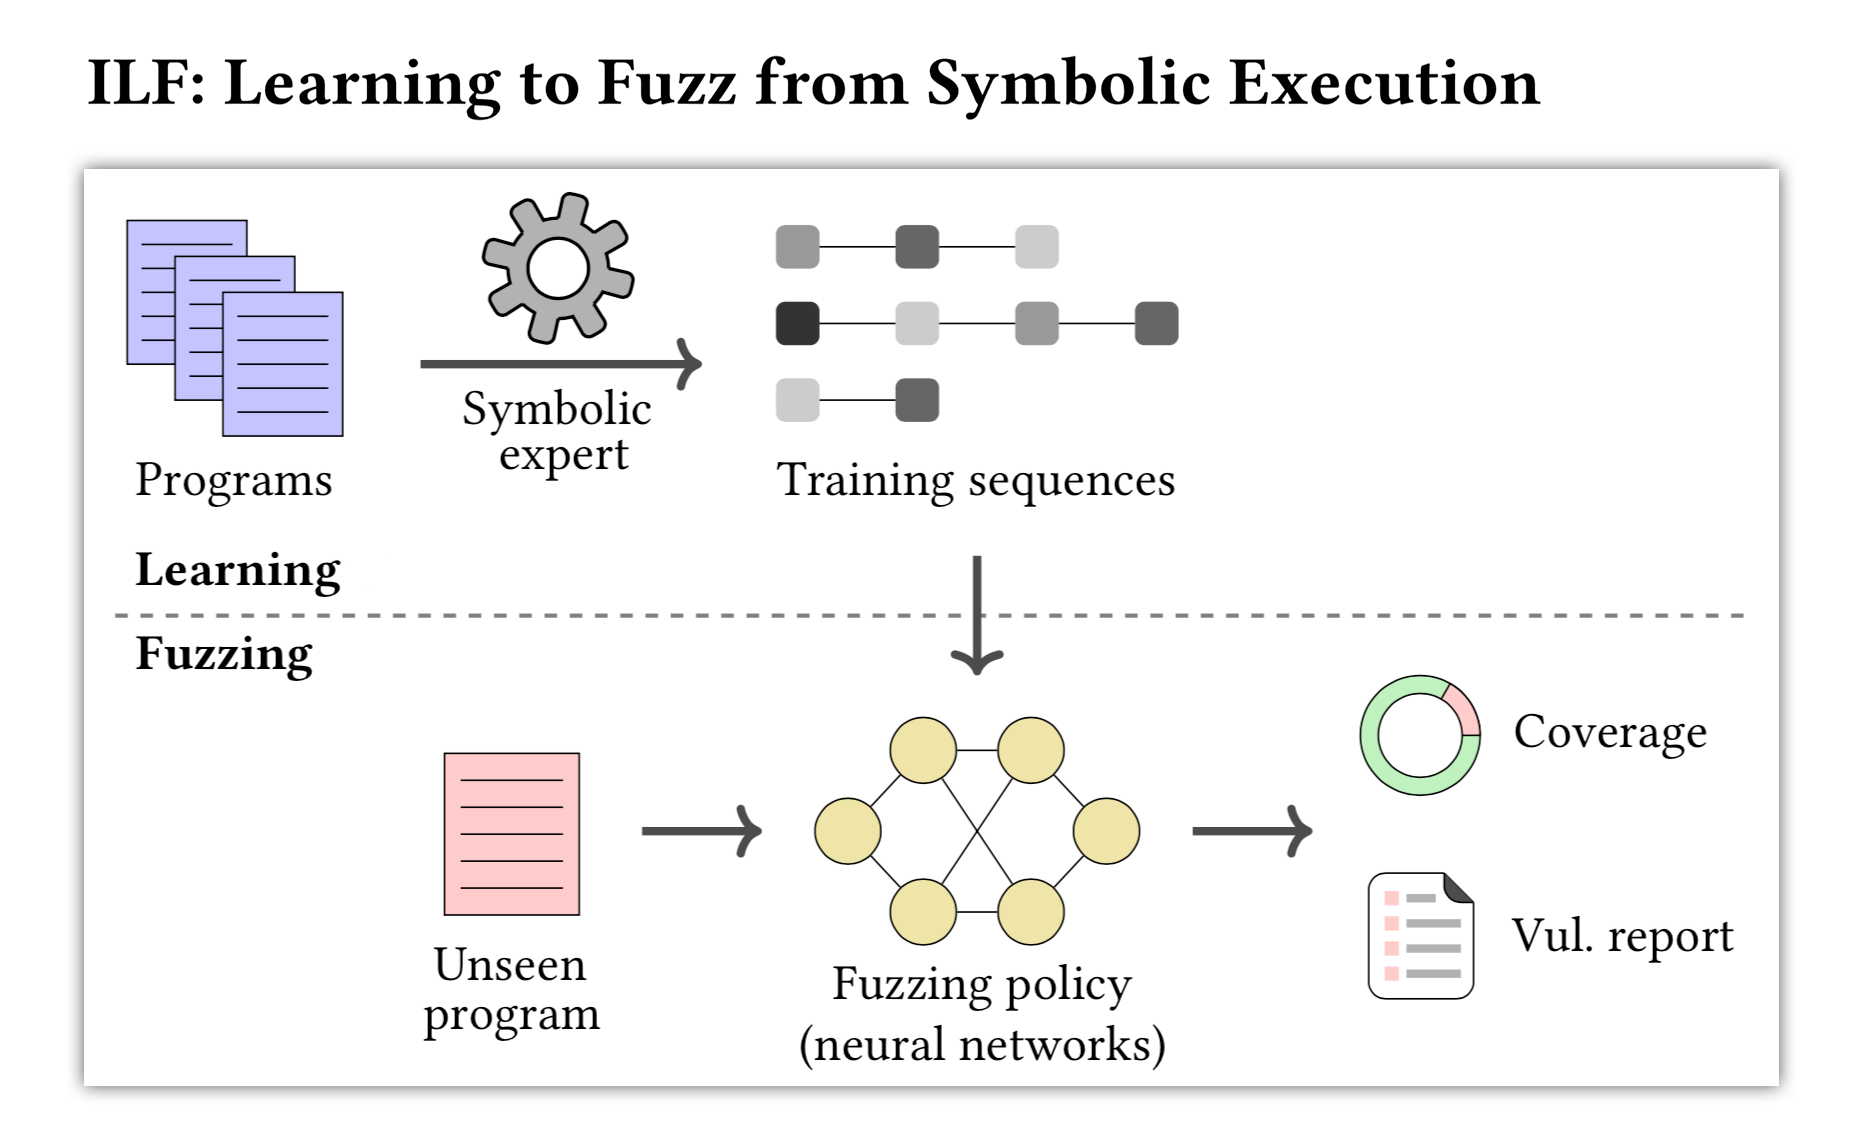 ILF: Learning to Fuzz from Symbolic Execution
Symbolic
expert
Programs
Training sequences
Learning
Fuzzing
Coverage
Unseen
program
Fuzzing policy
(neural networks)
Vul. report